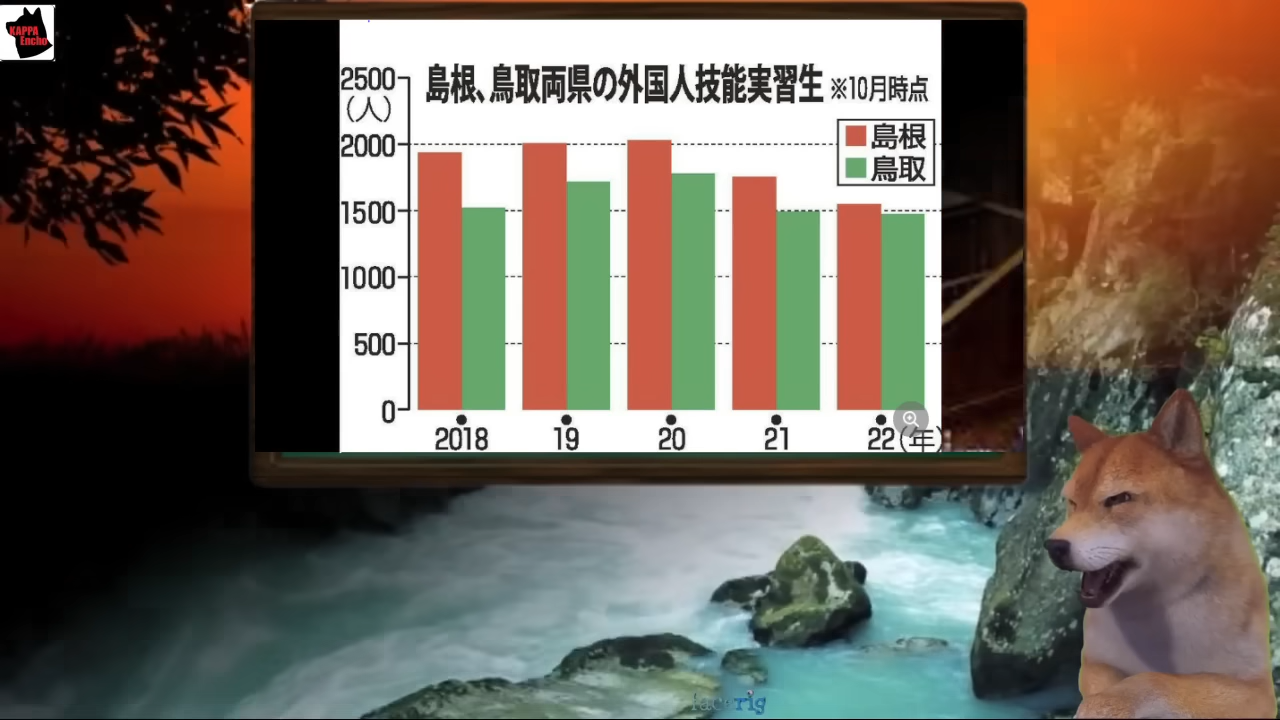 KAPPA
Encho
島根、鳥取両県の外国人技能実習生 ※10月時点
2500
(人)
2000
1500
1000
500
0
島根
鳥取
2018 19 20 21 22(年)
facerig